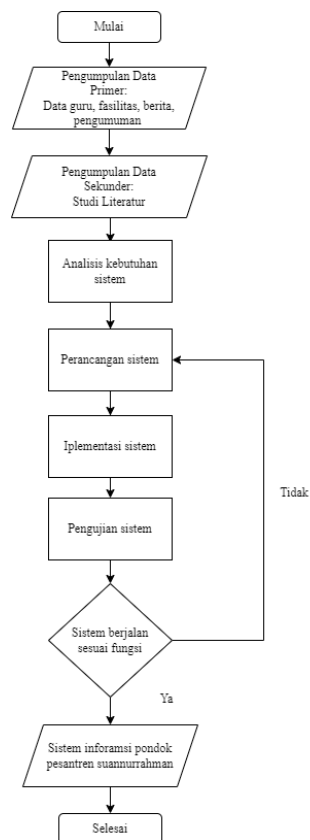 Mulai
Pengumpulan Data
Primer:
Data guru, fasilitas, berita,
pengumuman
Pengumpulan Data
Sekunder:
Studi Literatur
Analisis kebutuhan
sistem
Perancangan sistem
Iplementasi sistem
Pengujian sistem
Tidak
Sistem berjalan
sesuai fungsi
Ya
Sistem inforamsi pondok
pesantren suannurrahman
Selesai